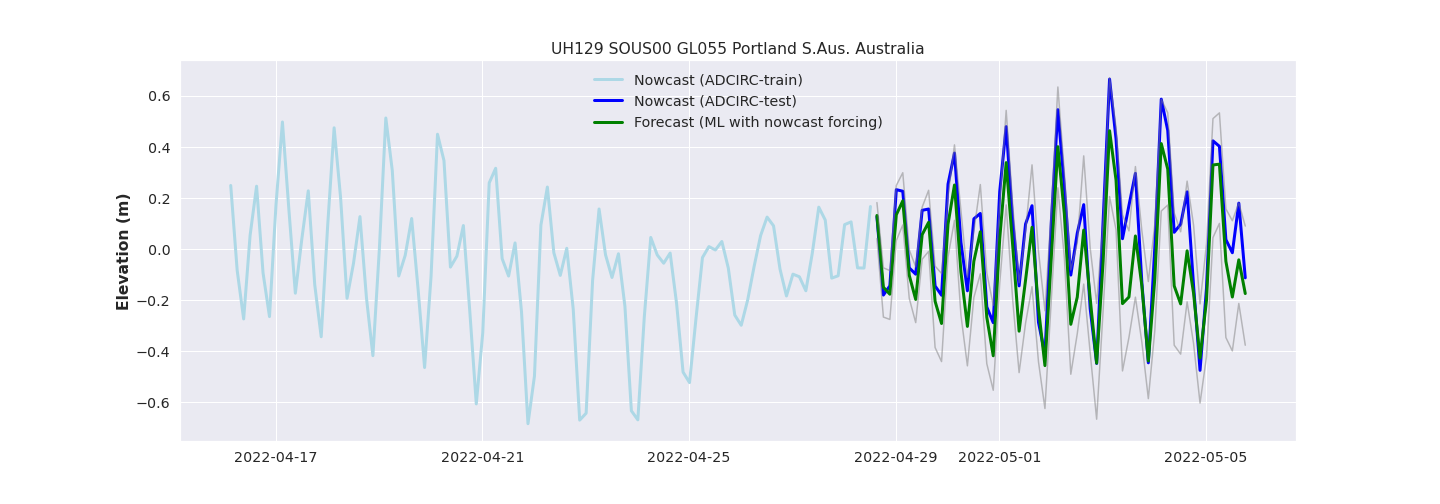 UH129 SOUS00 GL055 Portland S.Aus. Australia
Nowcast (ADCIRC-train)
Nowcast (ADCIRC-test)
Forecast (ML with nowcast forcing)
Elevation (m)
0.6
0.4
0.2
0.0
−0.2
−0.4
−0.6
2022-04-17 2022-04-21 2022-04-25 2022-04-29 2022-05-01 2022-05-05